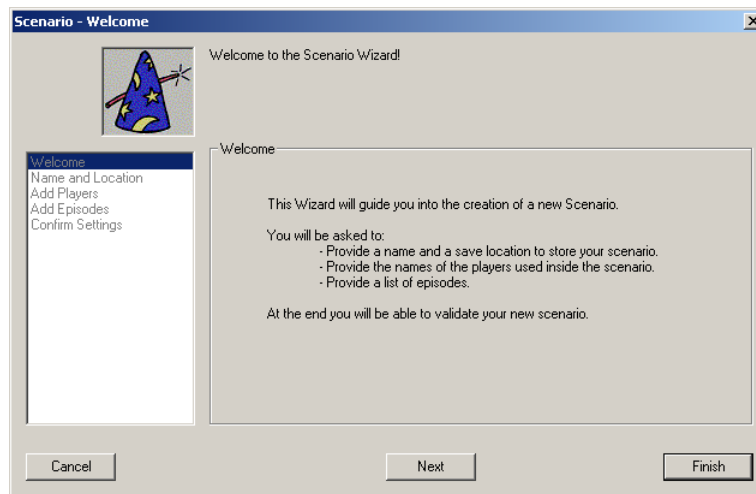 Scenario - Welcome
Welcome to the Scenario Wizard!
Welcome
Name and Location
Add Players
Add Episodes
Confirm Settings
Welcome
This Wizard will guide you into the creation of a new Scenario.
You will be asked to:
- Provide a name and a save location to store your scenario.
- Provide the names of the players used inside the scenario.
- Provide a list of episodes.
At the end you will be able to validate your new scenario.
Cancel
Next
Finish